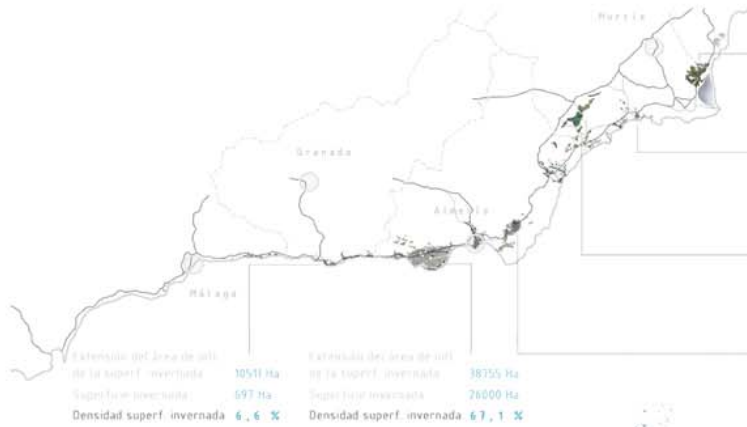 Murcia
Granada
Almería
Málaga
Extensión del área de infl.
de la superf. invernada 10511 Ha
Superficie invernada 697 Ha
Densidad superf. invernada 6,6 %
Extensión del área de infl.
de la superf. invernada 38755 Ha
Superficie invernada 26000 Ha
Densidad superf. invernada 67,1 %